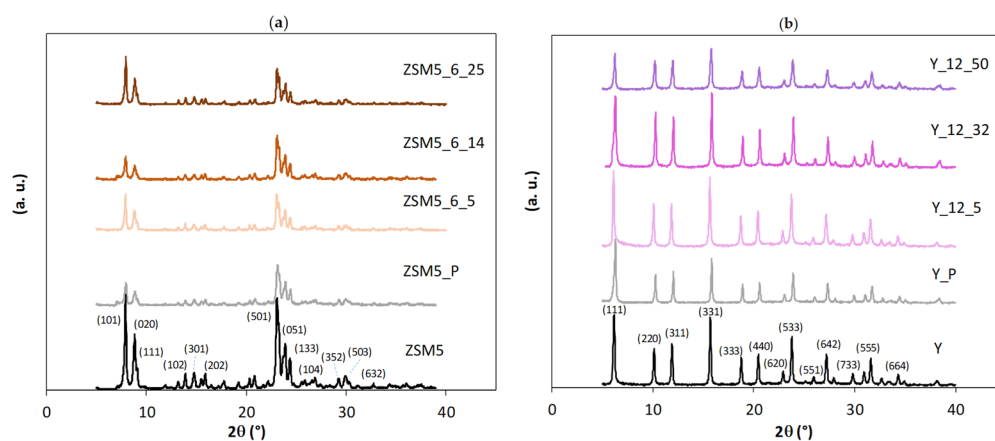 (a)
ZSM5_6_25
ZSM5_6_14
ZSM5_6_5
ZSM5_P
ZSM5
(a. u.)
(101)
(020)
(111)
(102)
(301)
(202)
(501)
(051)
(133)
(104)
(352)
(503)
(632)
0
10
20
30
40
2θ (°)
(b)
Y_12_50
Y_12_32
Y_12_5
Y_P
Y
(a. u.)
(111)
(220)
(311)
(331)
(333)
(440)
(620)
(533)
(551)
(642)
(733)
(555)
(664)
0
10
20
30
40
2θ (°)